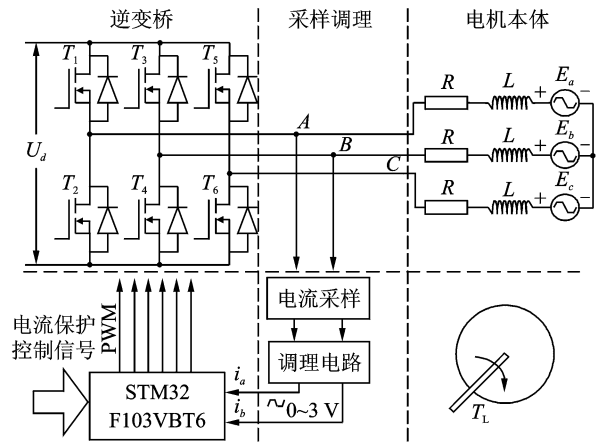 逆变桥
采样调理
电机本体
T1
T3
T5
Ud
T2
T4
T6
A
B
C
R
L
+
Ea
−
R
L
+
Eb
−
R
L
+
Ec
−
电流采样
调理电路
电流保护
控制信号
PWM
STM32
F103VBT6
ia
ib
0~3 V
TL